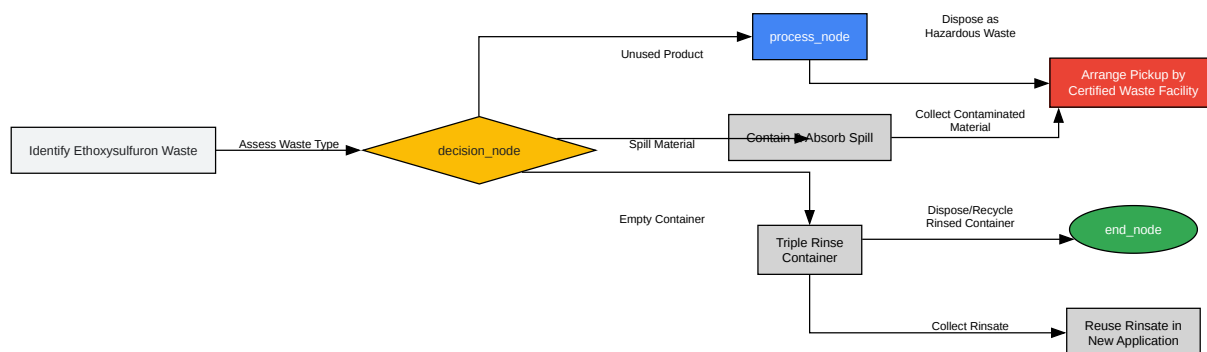 Dispose as
Hazardous Waste
process_node
Unused Product
Arrange Pickup by
Certified Waste Facility
Collect Contaminated
Material
Identify Ethoxysulfuron Waste
Assess Waste Type
decision_node
Spill Material
Contain & Absorb Spill
Empty Container
Dispose/Recycle
Rinsed Container
end_node
Triple Rinse
Container
Collect Rinsate
Reuse Rinsate in
New Application